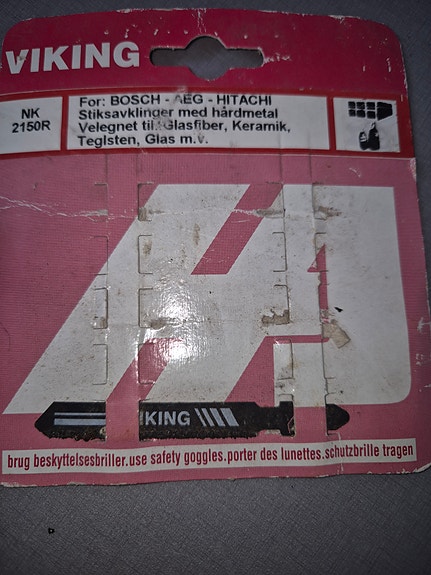 VIKING
NK
2150R
For: BOSCH - AEG - HITACHI
Stiksavklinger med hårdmetal
Velegnet til: Glasfiber, Keramik,
Teglsten, Glas m.v.
IKING
brug beskyttelsesbriller.use safety goggles.porter des lunettes.schutzbrille tragen